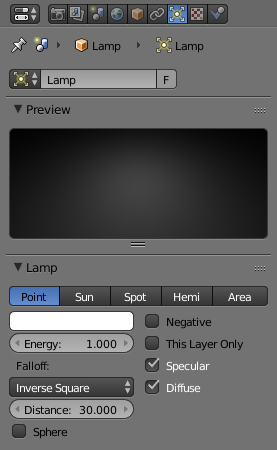 Lamp Lamp
Lamp F
Preview
Lamp
Point Sun Spot Hemi Area
Negative
Energy: 1.000 This Layer Only
Falloff: Specular
Inverse Square Diffuse
Distance: 30.000
Sphere